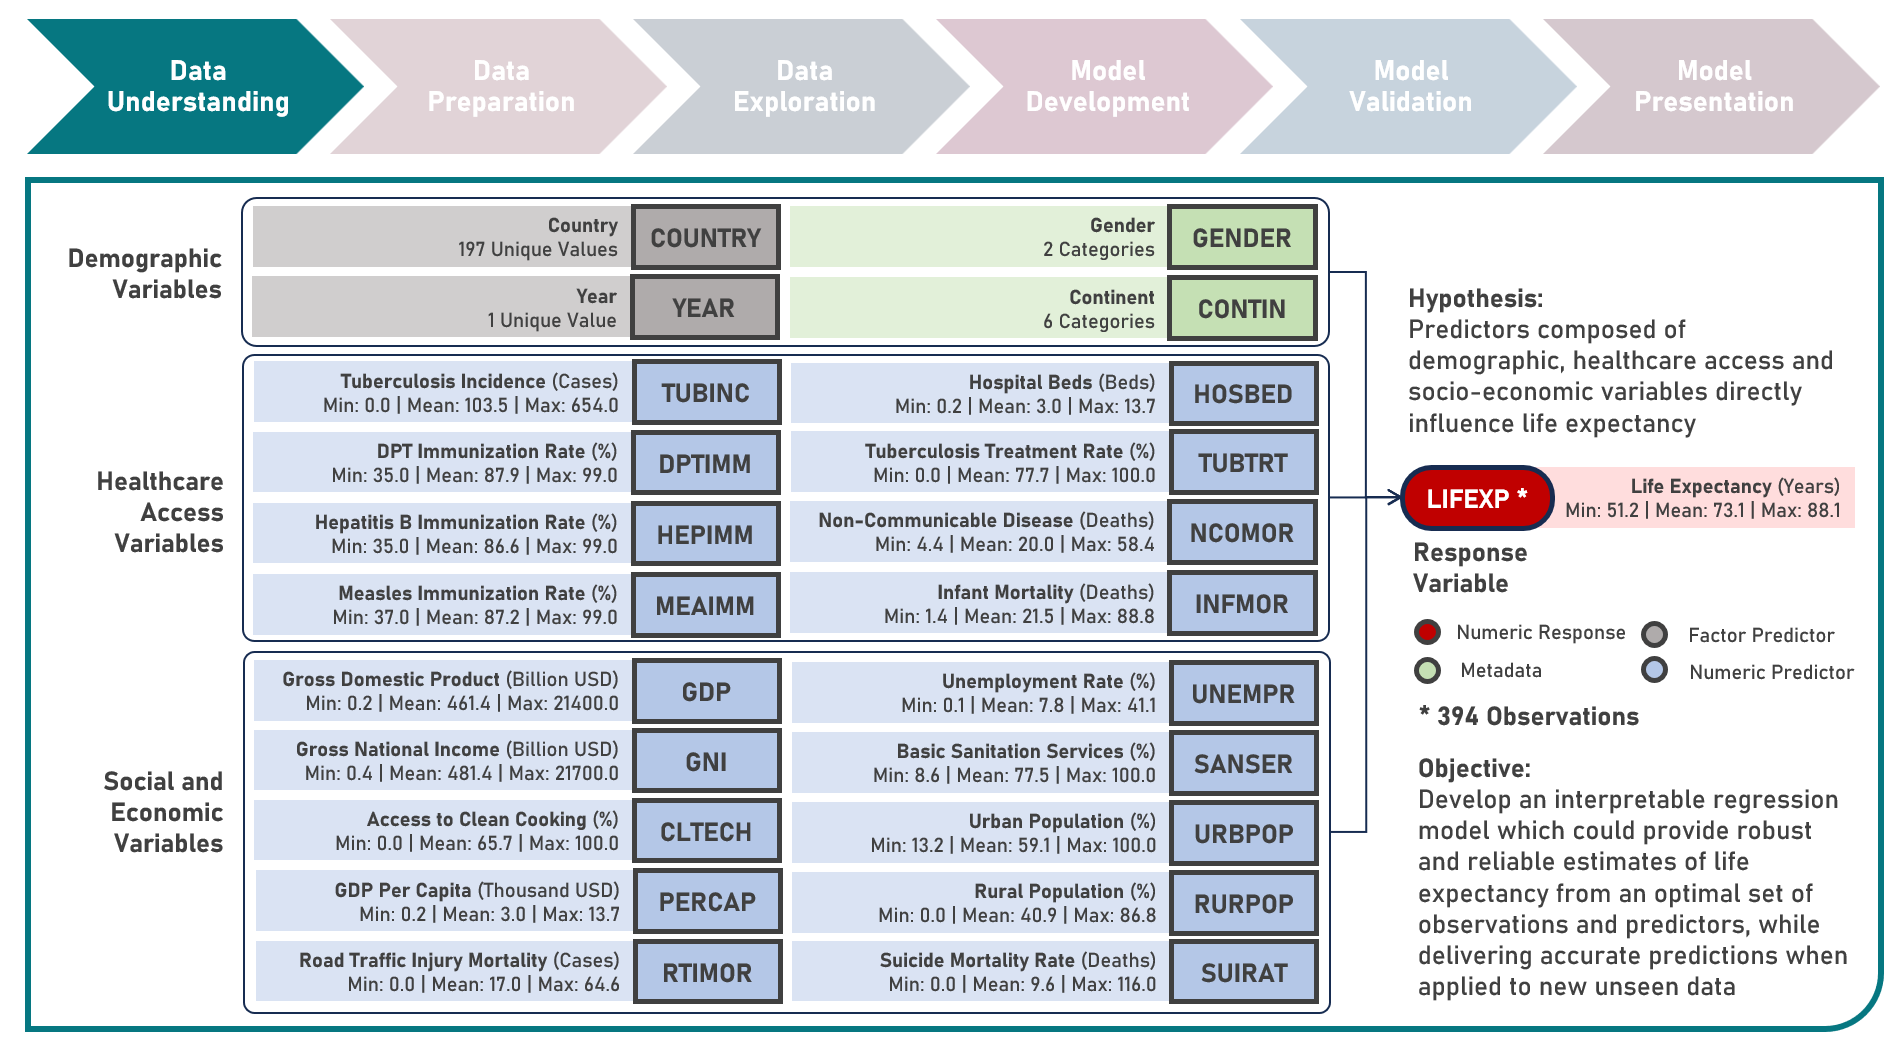 Data
Understanding
Data
Preparation
Data
Exploration
Model
Development
Model
Validation
Model
Presentation
Demographic
Variables
Country
197 Unique Values
COUNTRY
Gender
2 Categories
GENDER
Year
1 Unique Value
YEAR
Continent
6 Categories
CONTIN
Healthcare
Access
Variables
Tuberculosis Incidence (Cases)
Min: 0.0 | Mean: 103.5 | Max: 654.0
TUBINC
Hospital Beds (Beds)
Min: 0.2 | Mean: 3.0 | Max: 13.7
HOSBED
DPT Immunization Rate (%)
Min: 35.0 | Mean: 87.9 | Max: 99.0
DPTIMM
Tuberculosis Treatment Rate (%)
Min: 0.0 | Mean: 77.7 | Max: 100.0
TUBTRT
Hepatitis B Immunization Rate (%)
Min: 35.0 | Mean: 86.6 | Max: 99.0
HEPIMM
Non-Communicable Disease (Deaths)
Min: 4.4 | Mean: 20.0 | Max: 58.4
NCOMOR
Measles Immunization Rate (%)
Min: 37.0 | Mean: 87.2 | Max: 99.0
MEAIMM
Infant Mortality (Deaths)
Min: 1.4 | Mean: 21.5 | Max: 88.8
INFMOR
Social and
Economic
Variables
Gross Domestic Product (Billion USD)
Min: 0.2 | Mean: 461.4 | Max: 21400.0
GDP
Unemployment Rate (%)
Min: 0.1 | Mean: 7.8 | Max: 41.1
UNEMPR
Gross National Income (Billion USD)
Min: 0.4 | Mean: 481.4 | Max: 21700.0
GNI
Basic Sanitation Services (%)
Min: 8.6 | Mean: 77.5 | Max: 100.0
SANSER
Access to Clean Cooking (%)
Min: 0.0 | Mean: 65.7 | Max: 100.0
CLTECH
Urban Population (%)
Min: 13.2 | Mean: 59.1 | Max: 100.0
URBPOP
GDP Per Capita (Thousand USD)
Min: 0.2 | Mean: 3.0 | Max: 13.7
PERCAP
Rural Population (%)
Min: 0.0 | Mean: 40.9 | Max: 86.8
RURPOP
Road Traffic Injury Mortality (Cases)
Min: 0.0 | Mean: 17.0 | Max: 64.6
RTIMOR
Suicide Mortality Rate (Deaths)
Min: 0.0 | Mean: 9.6 | Max: 116.0
SUIRAT
Hypothesis:
Predictors composed of
demographic, healthcare access and
socio-economic variables directly
influence life expectancy
LIFEXP *
Life Expectancy (Years)
Min: 51.2 | Mean: 73.1 | Max: 88.1
Response
Variable
Numeric Response
Factor Predictor
Metadata
Numeric Predictor
* 394 Observations
Objective:
Develop an interpretable regression
model which could provide robust
and reliable estimates of life
expectancy from an optimal set of
observations and predictors, while
delivering accurate predictions when
applied to new unseen data